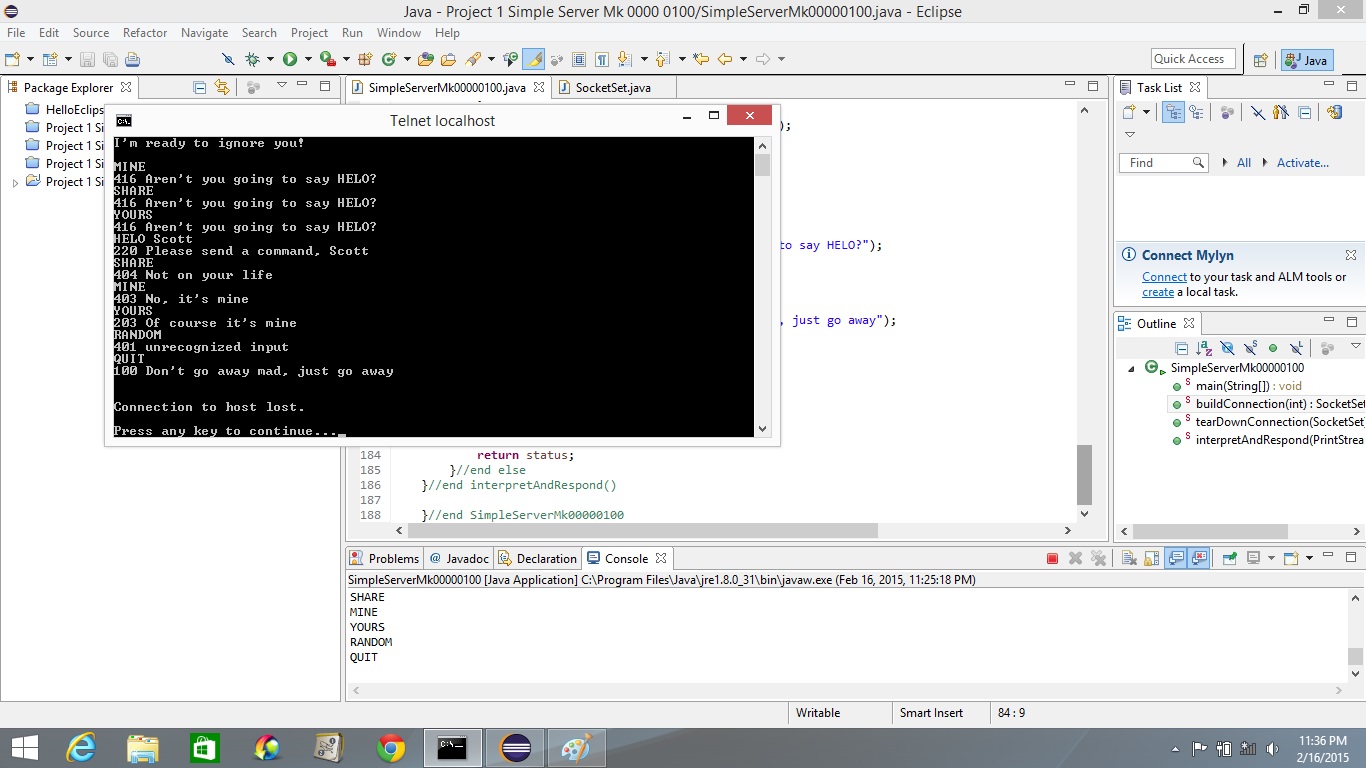 Java - Project 1 Simple Server Mk 0000 0100/SimpleServerMk00000100.java - Eclipse
File Edit Source Refactor Navigate Search Project Run Window Help
Quick Access
Java
Package Explorer
HelloEclips
Project 1 Si
Project 1 Si
Project 1 Si
Project 1 Si
SimpleServerMk00000100.java
SocketSet.java
);
to say HELO?");
, just go away");
Telnet localhost
C:\.
I'm ready to ignore you!
MINE
416 Aren't you going to say HELO?
SHARE
416 Aren't you going to say HELO?
YOURS
416 Aren't you going to say HELO?
HELO Scott
220 Please send a command, Scott
SHARE
404 Not on your life
MINE
403 No, it's mine
YOURS
203 Of course it's mine
RANDOM
401 unrecognized input
QUIT
100 Don't go away mad, just go away
Connection to host lost.
Press any key to continue...
184 return status;
185 }//end else
186 }//end interpretAndRespond()
187
188 }//end SimpleServerMk00000100
Task List
Find All Activate...
Connect Mylyn
Connect to your task and ALM tools or
create a local task.
Outline
SimpleServerMk00000100
main(String[]) : void
buildConnection(int) : SocketSet
tearDownConnection(SocketSet)
interpretAndRespond(PrintStrea
Problems @ Javadoc Declaration Console
SimpleServerMk00000100 [Java Application] C:\Program Files\Java\jre1.8.0_31\bin\javaw.exe (Feb 16, 2015, 11:25:18 PM)
SHARE
MINE
YOURS
RANDOM
QUIT
Writable Smart Insert 84 : 9
11:36 PM
2/16/2015